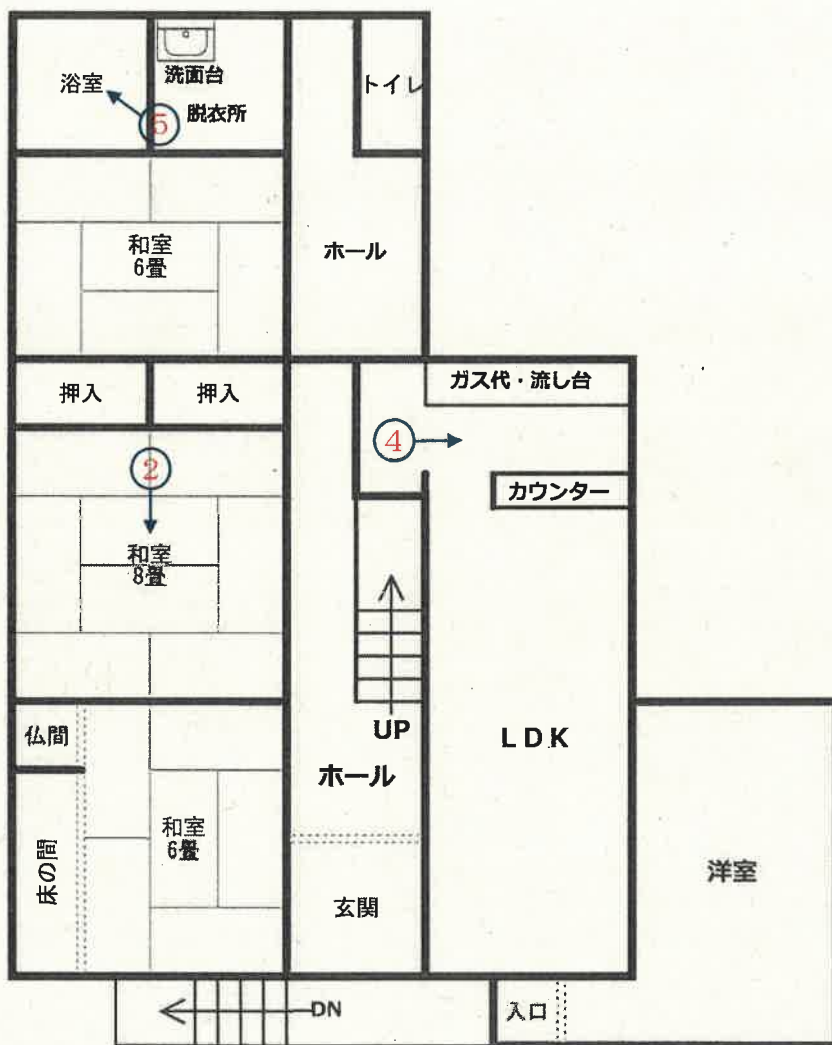 浴室
洗面台
脱衣所
トイレ
⑤
和室
6畳
ホール
押入
押入
ガス代・流し台
④
カウンター
②
和室
8畳
UP
LDK
仏間
ホール
和室
6畳
床の間
玄関
洋室
DN
入口